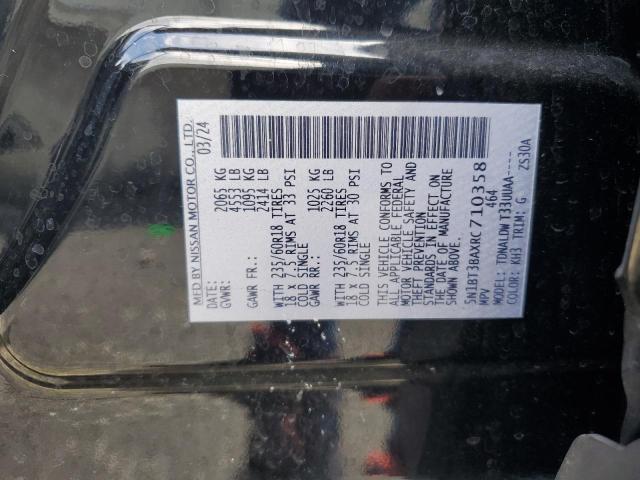 MFD BY NISSAN MOTOR CO., LTD.
DATE: 03/24
GVWR: 2065 KG
4553 LB
GAWR FR.: 1095 KG
2414 LB
WITH 235/60R18 TIRES
18 X 7.5 RIMS AT 33 PSI
COLD SINGLE
GAWR RR.: 1025 KG
2260 LB
WITH 235/60R18 TIRES
18 X 7.5 RIMS AT 30 PSI
COLD SINGLE
THIS VEHICLE CONFORMS TO
ALL APPLICABLE FEDERAL
MOTOR VEHICLE SAFETY AND
THEFT PREVENTION
STANDARDS IN EFFECT ON
THE DATE OF MANUFACTURE
SHOWN ABOVE.
5N1BT3BAXRC710358
MPV 464
MODEL: TDNALDW T33UUAA----
COLOR: KH3 TRIM: G ZS30A